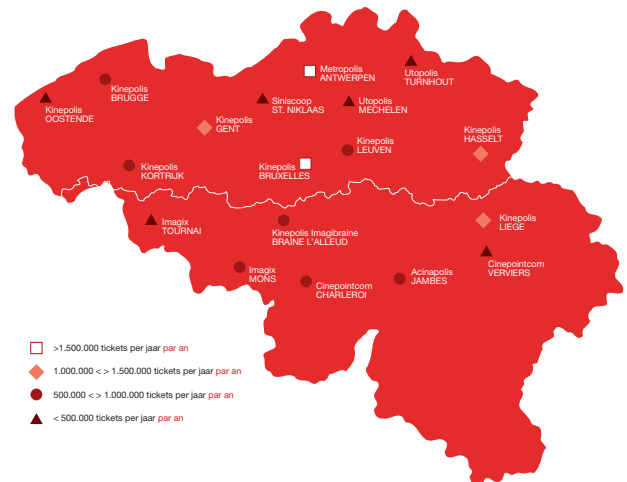 Metropolis
ANTWERPEN
Utopolis
TURNHOUT
Kinepolis
BRUGGE
Kinepolis
OOSTENDE
Siniscoop
ST. NIKLAAS
Utopolis
MECHELEN
Kinepolis
GENT
Kinepolis
HASSELT
Kinepolis
LEUVEN
Kinepolis
KORTRIJK
Kinepolis
BRUXELLES
Imagix
TOURNAI
Kinepolis Imagibraine
BRAINE L'ALLEUD
Kinepolis
LIEGE
Cinepointcom
VERVIERS
Imagix
MONS
Cinepointcom
CHARLEROI
Acinapolis
JAMBES
>1.500.000 tickets per jaar par an
1.000.000 < > 1.500.000 tickets per jaar par an
500.000 < > 1.000.000 tickets per jaar par an
< 500.000 tickets per jaar par an